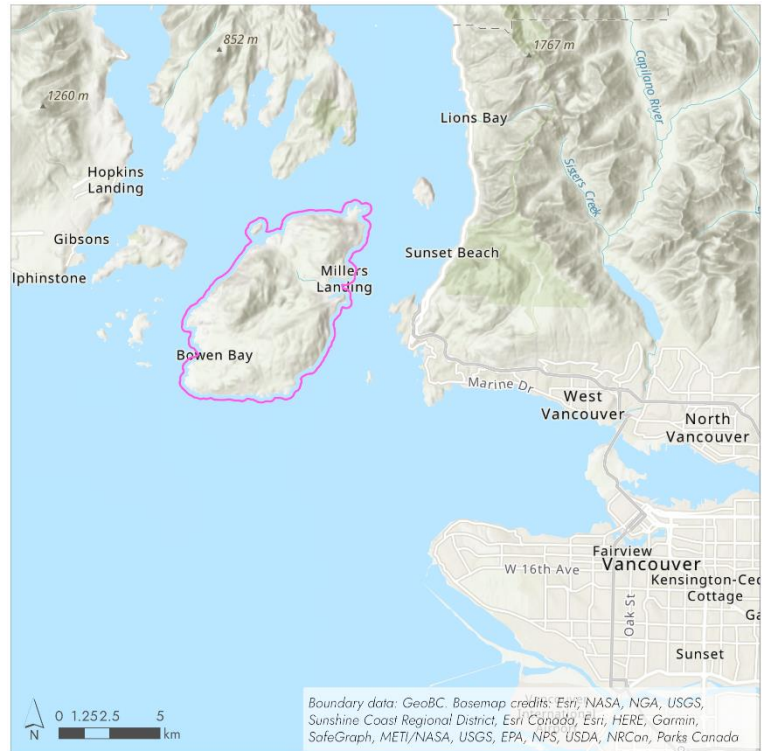 852 m
1767 m
1260 m
Capilano River
Lions Bay
Sisters Creek
Hopkins
Landing
Gibsons
Sunset Beach
lphinstone
Millers
Landing
Bowen Bay
Marine Dr
West
Vancouver
North
Vancouver
Fairview
W 16th Ave
Vancouver
Kensington-Ced
Cottage
Oak St
Ga
Sunset
N
0 1.25 2.5 5
km
Boundary data: GeoBC. Basemap credits: Esri, NASA, NGA, USGS,
Sunshine Coast Regional District, Esri Canada, Esri, HERE, Garmin,
SafeGraph, METI/NASA, USGS, EPA, NPS, USDA, NRCan, Parks Canada